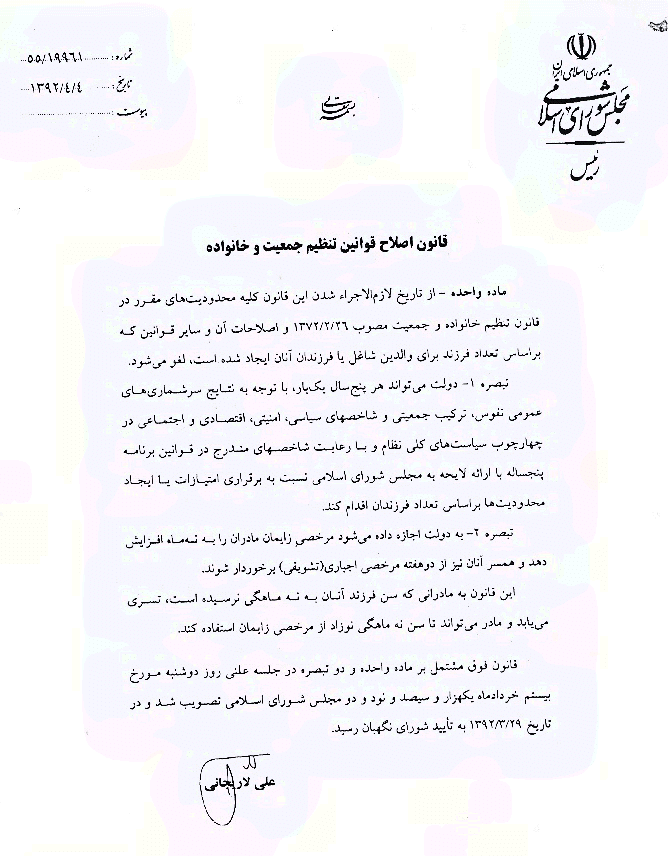 جمهوری اسلامی ایران
مجلس شورای اسلامی
رئیس
بسمه تعالی
شماره: ۵۵/۱۹۹۶۱
تاریخ: ۱۳۹۲/۴/۴
پیوست:
قانون اصلاح قوانین تنظیم جمعیت و خانواده
ماده واحده - از تاریخ لازم‌الاجراء شدن این قانون کلیه محدودیت‌های مقرر در
قانون تنظیم خانواده و جمعیت مصوب ۱۳۷۲/۲/۲۶ و اصلاحات آن و سایر قوانین که
براساس تعداد فرزند برای والدین شاغل یا فرزندان آنان ایجاد شده است، لغو می‌شود.
تبصره ۱- دولت می‌تواند هر پنج‌سال یک‌بار، با توجه به نتایج سرشماری‌های
عمومی نفوس، ترکیب جمعیتی و شاخصهای سیاسی، امنیتی، اقتصادی و اجتماعی در
چهارچوب سیاست‌های کلی نظام و با رعایت شاخصهای مندرج در قوانین برنامه
پنجساله با ارائه لایحه به مجلس شورای اسلامی نسبت به برقراری امتیازات یا ایجاد
محدودیت‌ها براساس تعداد فرزندان اقدام کند.
تبصره ۲- به دولت اجازه داده می‌شود مرخصی زایمان مادران را به نه‌ماه افزایش
دهد و همسر آنان نیز از دوهفته مرخصی اجباری(تشویقی) برخوردار شوند.
این قانون به مادرانی که سن فرزند آنان به نه ماهگی نرسیده است، تسری
می‌یابد و مادر می‌تواند تا سن نه ماهگی نوزاد از مرخصی زایمان استفاده کند.
قانون فوق مشتمل بر ماده واحده و دو تبصره در جلسه علنی روز دوشنبه مورخ
بیستم خردادماه یکهزار و سیصد و نود و دو مجلس شورای اسلامی تصویب شد و در
تاریخ ۱۳۹۲/۳/۲۹ به تأیید شورای نگهبان رسید.
علی لاریجانی